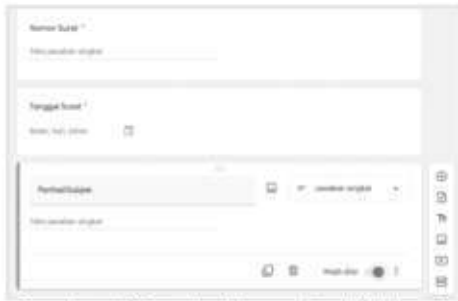 Nomor Surat *
Teks jawaban singkat
Tanggal Surat *
Bulan, hari, tahun
Perihal/Subjek
Jawaban singkat
Teks jawaban singkat
Wajib diisi
Tt